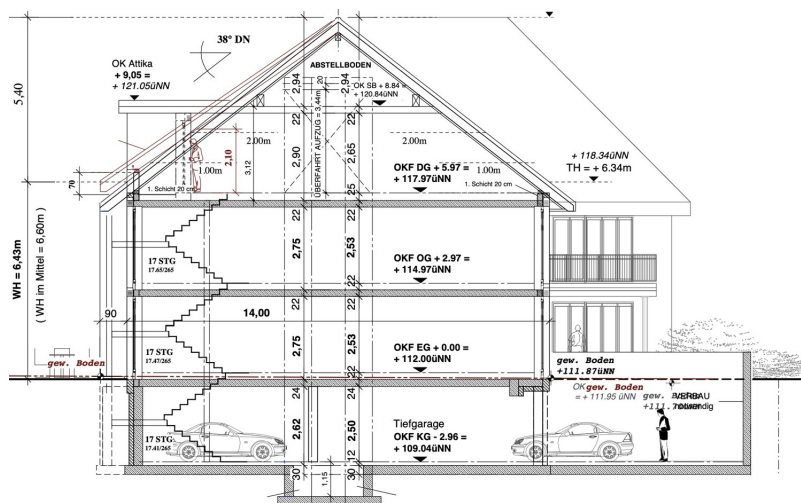 38° DN
OK Attika
+ 9,05 =
+ 121.05üNN
ABSTELLBODEN
OK SB + 8.84 =
+ 120.84üNN
5,40
2,94
20
2,94
22
22
2.00m
2.00m
2,10
3,12
2,90
ÜBERFAHRT AUFZUG = 3,44m
2,65
1.00m
1.00m
+ 118.34üNN
TH = + 6.34m
70
1. Schicht 20 cm
25
1. Schicht 20 cm
OKF DG + 5.97 =
+ 117.97üNN
22
22
WH = 6,43m
( WH im Mittel = 6,60m )
2,75
2,53
17 STG
17.65/265
OKF OG + 2.97 =
+ 114.97üNN
22
22
22
22
90
14,00
2,75
2,53
17 STG
17.47/265
OKF EG + 0.00 =
+ 112.00üNN
gew. Boden
22
22
gew. Boden
+111.87üNN
OK gew. Boden
= + 111.95 üNN
24
24
VERBAU
2,62
2,50
17 STG
17.41/265
Tiefgarage
OKF KG - 2.96 =
+ 109.04üNN
12
30
30
1,15